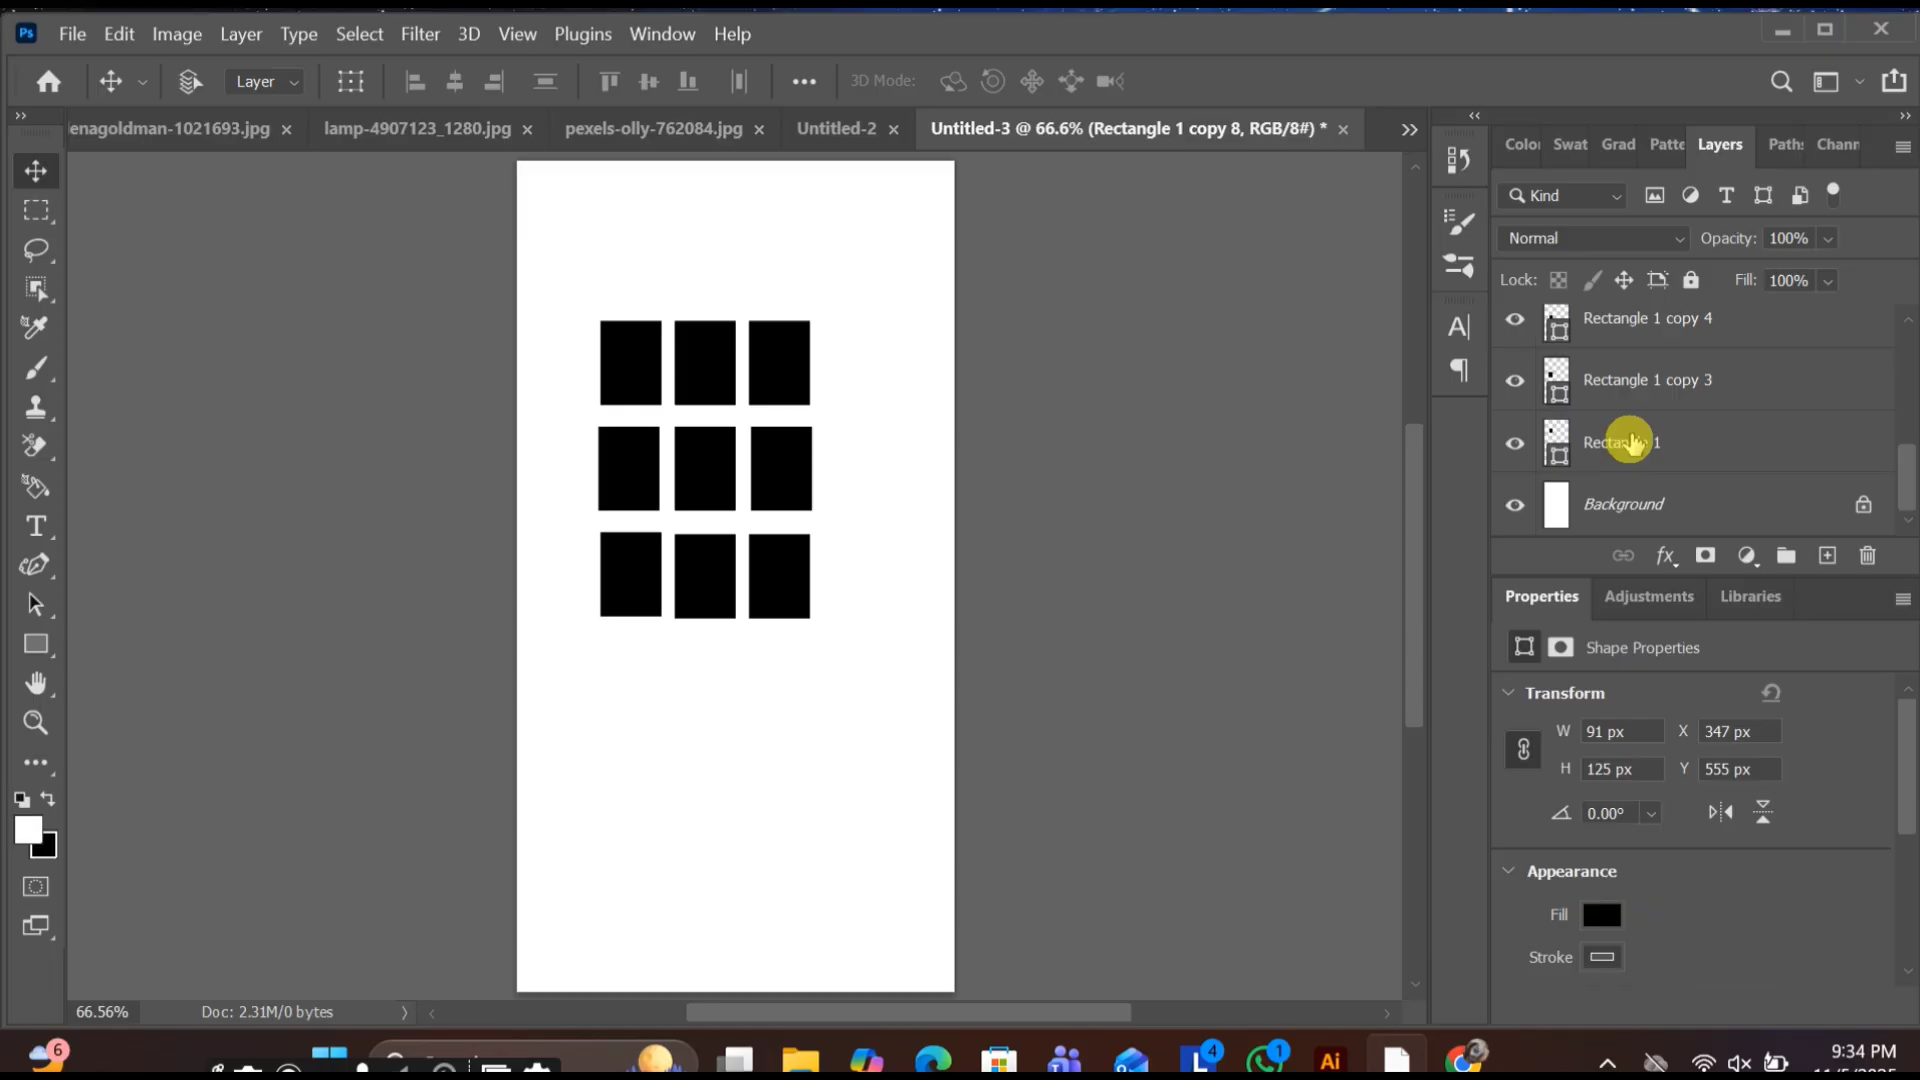 Ps File Edit Image Layer Type Select Filter 3D View Plugins Window Help
Layer 3D Mode:
enagoldman-1021693.jpg lamp-4907123_1280.jpg pexels-olly-762084.jpg Untitled-2 Untitled-3 @ 66.6% (Rectangle 1 copy 8, RGB/8#) *
Colo Swat Grad Patte Layers Paths Chann
Kind
Normal Opacity: 100%
Lock: Fill: 100%
Rectangle 1 copy 4
Rectangle 1 copy 3
Rectangle 1
Background
fx
Properties Adjustments Libraries
Shape Properties
Transform
W 91 px X 347 px
H 125 px Y 555 px
0.00°
Appearance
Fill
Stroke
66.56% Doc: 2.31M/0 bytes
6 L 4 1 Ai 9:34 PM